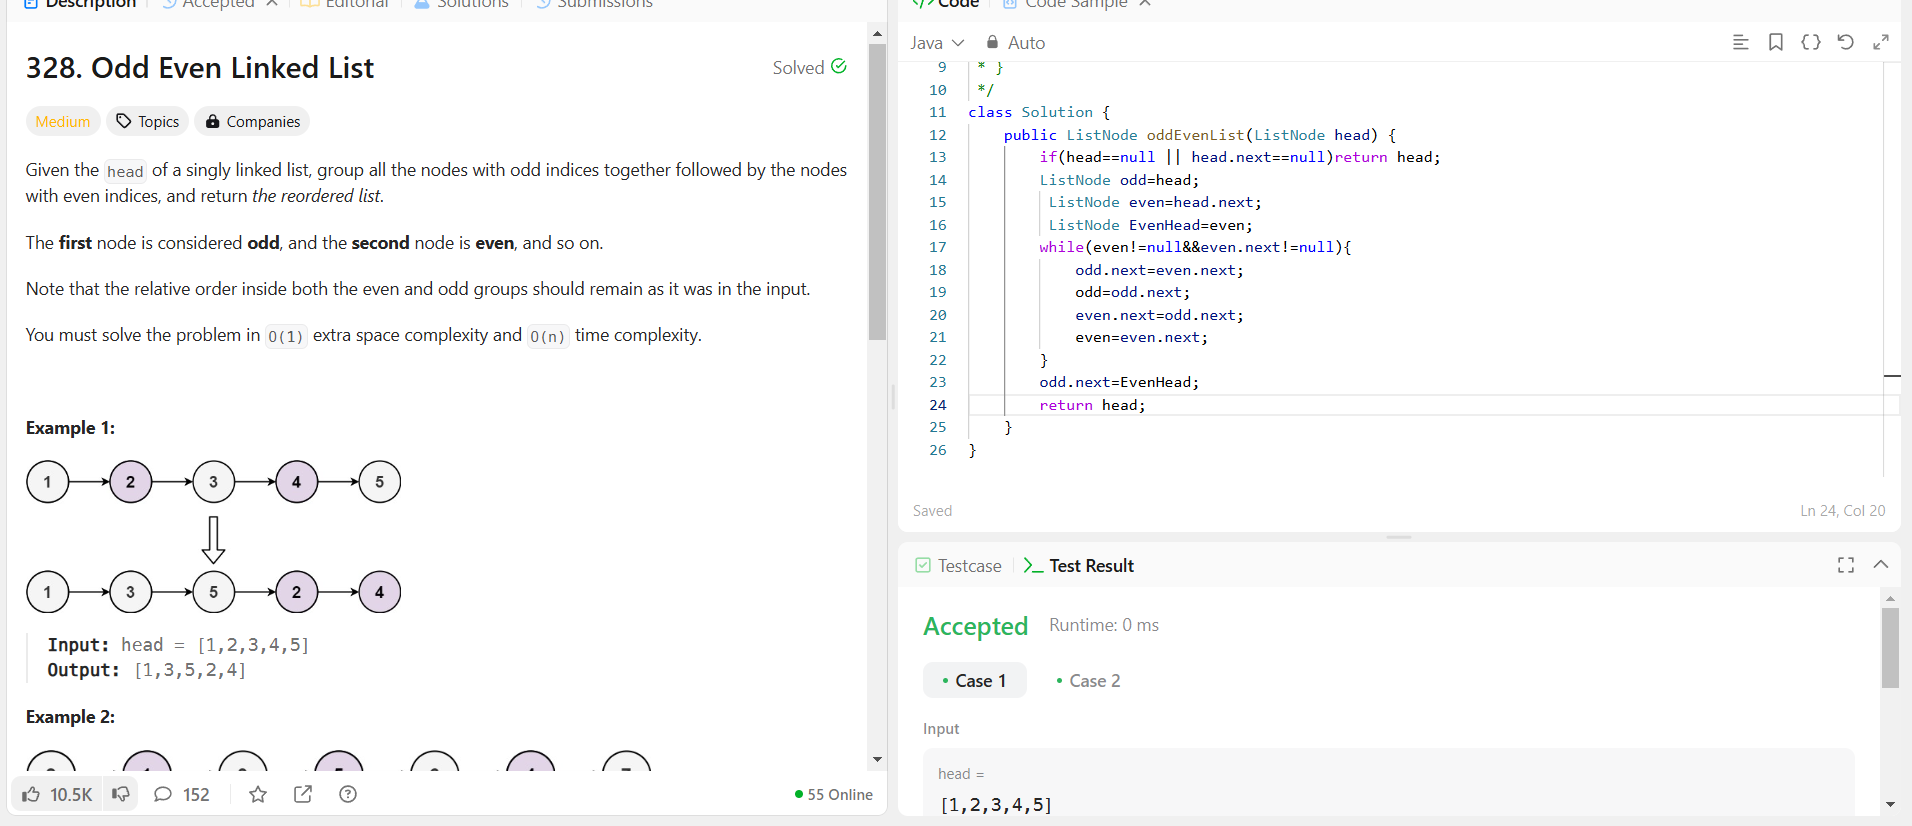 Description
Accepted
Editorial
Solutions
Submissions
328. Odd Even Linked List
Solved
Medium
Topics
Companies
Given the head of a singly linked list, group all the nodes with odd indices together followed by the nodes
with even indices, and return the reordered list.
The first node is considered odd, and the second node is even, and so on.
Note that the relative order inside both the even and odd groups should remain as it was in the input.
You must solve the problem in O(1) extra space complexity and O(n) time complexity.
Example 1:
1 2 3 4 5
1 3 5 2 4
Input: head = [1,2,3,4,5]
Output: [1,3,5,2,4]
Example 2:
10.5K
152
55 Online
</> Code
Code Sample
Java
Auto
9 * }
10 */
11 class Solution {
12 public ListNode oddEvenList(ListNode head) {
13 if(head==null || head.next==null)return head;
14 ListNode odd=head;
15 ListNode even=head.next;
16 ListNode EvenHead=even;
17 while(even!=null&&even.next!=null){
18 odd.next=even.next;
19 odd=odd.next;
20 even.next=odd.next;
21 even=even.next;
22 }
23 odd.next=EvenHead;
24 return head;
25 }
26 }
Saved
Ln 24, Col 20
Testcase
>_ Test Result
Accepted
Runtime: 0 ms
• Case 1
• Case 2
Input
head =
[1,2,3,4,5]